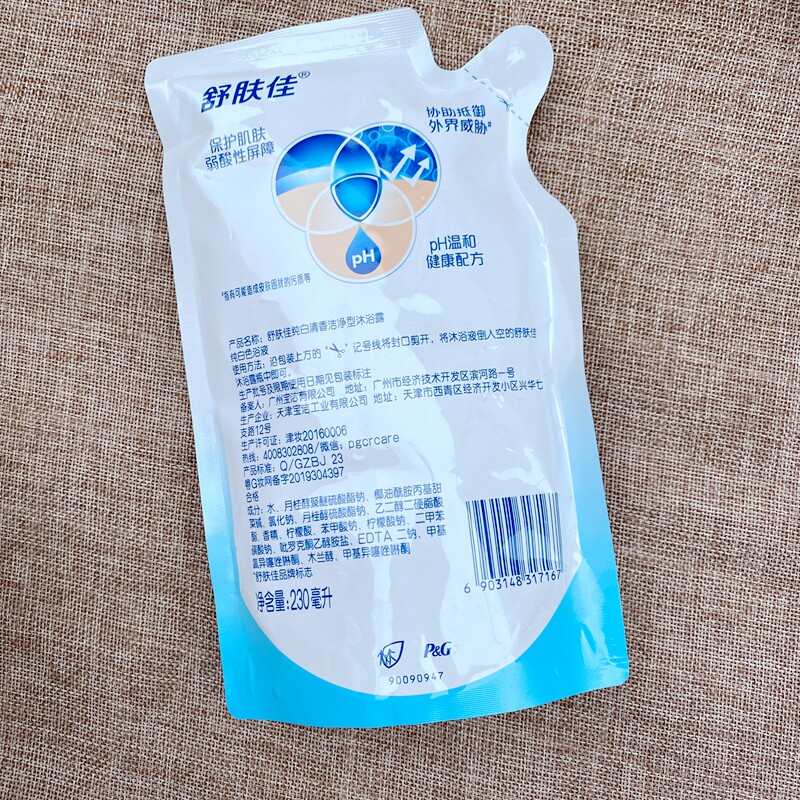 舒肤佳®
保护肌肤
弱酸性屏障
协助抵御
外界威胁#
pH
pH温和
健康配方
#指有可能造成皮肤困扰的污质等
产品名称：舒肤佳纯白清香洁净型沐浴露
纯白色浴液
使用方法：沿包装上方的"✂"记号线将封口剪开，将沐浴液倒入空的舒肤佳
沐浴露瓶中即可。
生产批号及限期使用日期见包装标注
备案人：广州宝洁有限公司 地址：广州市经济技术开发区滨河路一号
生产企业：天津宝洁工业有限公司 地址：天津市西青区经济开发小区兴华七
支路12号
生产许可证：津妆20160006
热线：4008302808/微信：pgcrcare
产品标准：Q/GZBJ 23
粤G妆网备字2019304397
合格
成分：水、月桂醇聚醚硫酸酯钠、椰油酰胺丙基甜
菜碱、氯化钠、月桂醇硫酸酯钠、乙二醇二硬脂酸
酯、香精、柠檬酸、苯甲酸钠、柠檬酸钠、二甲苯
磺酸钠、吡罗克酮乙醇胺盐、EDTA 二钠、甲基
氯异噻唑啉酮、木兰醇、甲基异噻唑啉酮
*舒肤佳品牌标志
净含量：230毫升
6 903148 317167
P&G
90090947